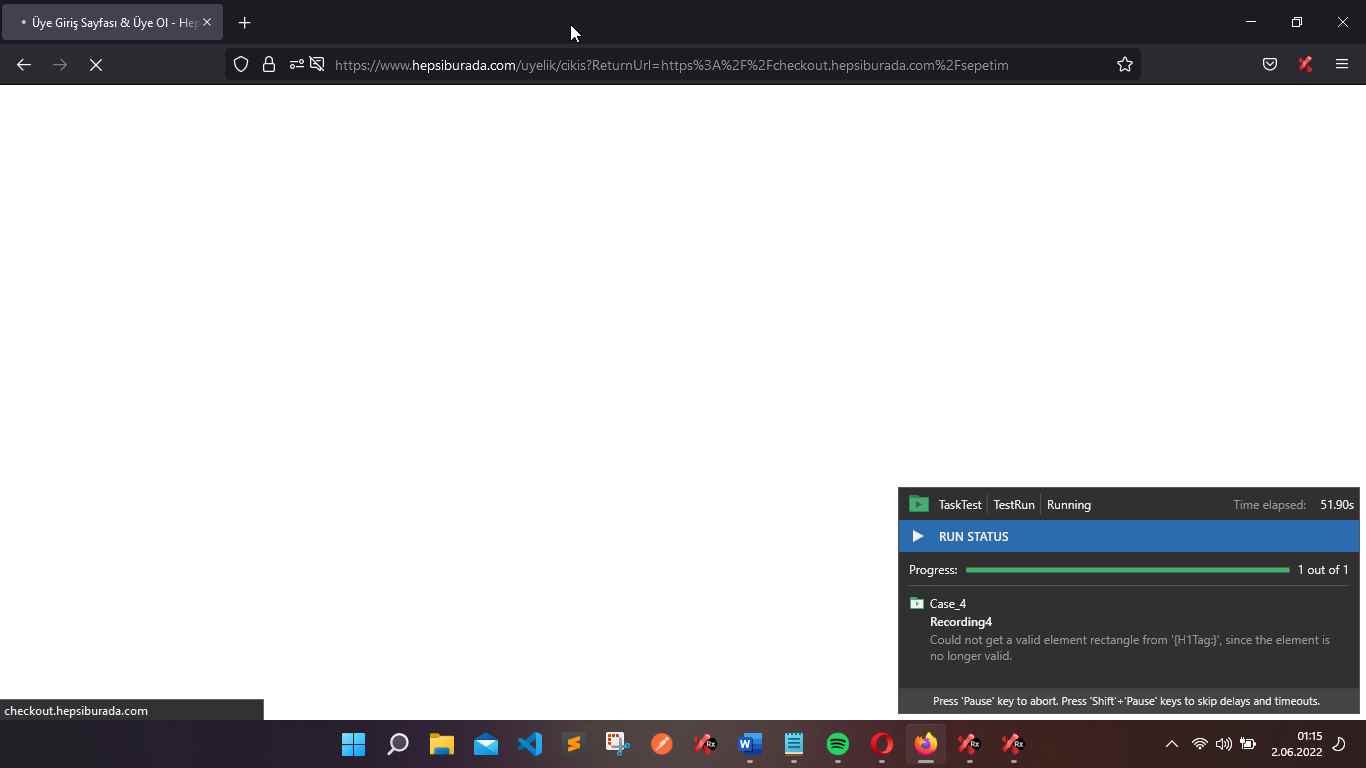 Üye Giriş Sayfası & Üye Ol - Hep
https://www.hepsiburada.com/uyelik/cikis?ReturnUrl=https%3A%2F%2Fcheckout.hepsiburada.com%2Fsepetim
TaskTest TestRun Running Time elapsed: 51.90s
RUN STATUS
Progress: 1 out of 1
Case_4
Recording4
Could not get a valid element rectangle from '{H1Tag:}', since the element is
no longer valid.
Press 'Pause' key to abort. Press 'Shift'+'Pause' keys to skip delays and timeouts.
checkout.hepsiburada.com
Rx W Rx Rx
01:15
2.06.2022